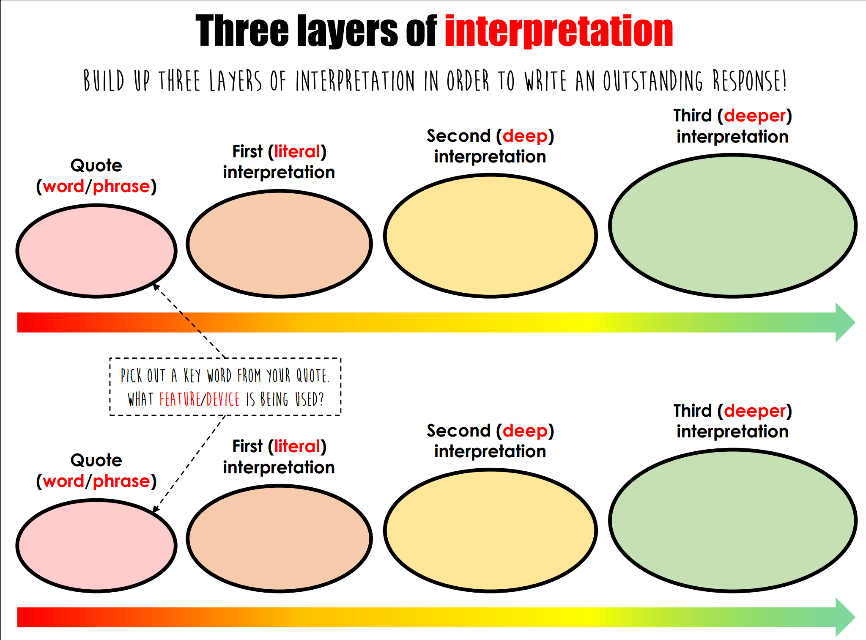 Three layers of interpretation
BUILD UP THREE LAYERS OF INTERPRETATION IN ORDER TO WRITE AN OUTSTANDING RESPONSE!
Quote
(word/phrase)
First (literal)
interpretation
Second (deep)
interpretation
Third (deeper)
interpretation
PICK OUT A KEY WORD FROM YOUR QUOTE.
WHAT FEATURE/DEVICE IS BEING USED?
Quote
(word/phrase)
First (literal)
interpretation
Second (deep)
interpretation
Third (deeper)
interpretation